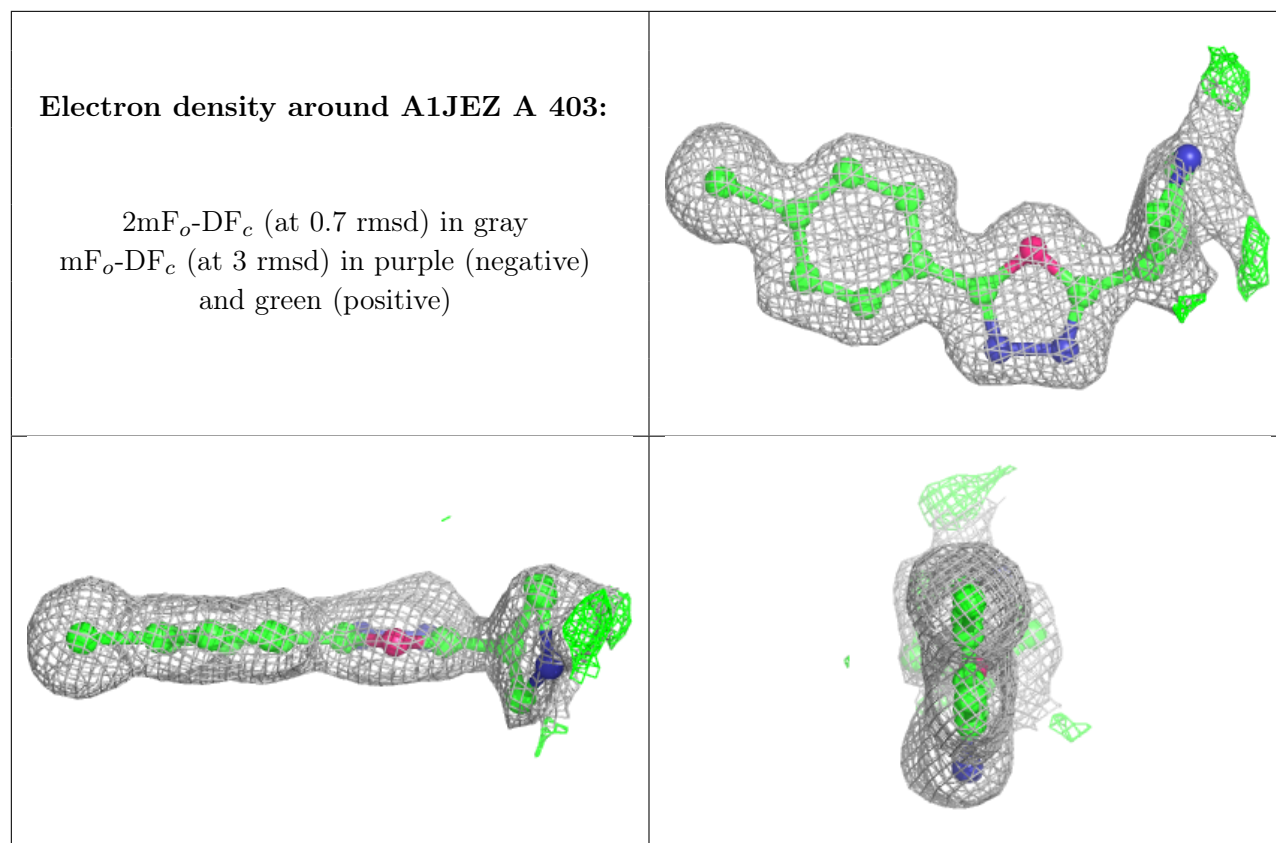 Electron density around A1JEZ A 403:
2mFₒ-DF𝒸 (at 0.7 rmsd) in gray
mFₒ-DF𝒸 (at 3 rmsd) in purple (negative)
and green (positive)